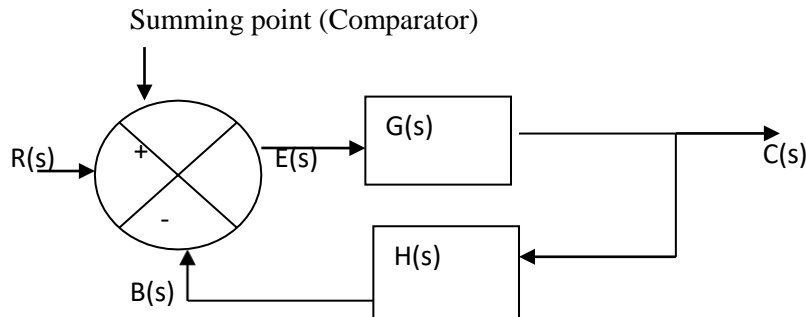 Summing point (Comparator)
G(s)
+
R(s)
E(s)
C(s)
-
H(s)
B(s)